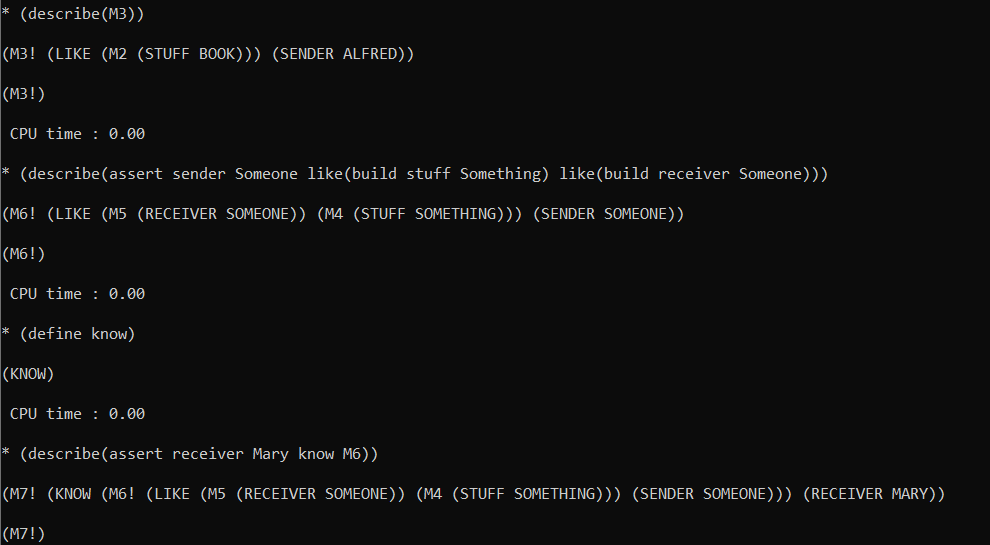 * (describe(M3))
(M3! (LIKE (M2 (STUFF BOOK))) (SENDER ALFRED))
(M3!)
CPU time : 0.00
* (describe(assert sender Someone like(build stuff Something) like(build receiver Someone)))
(M6! (LIKE (M5 (RECEIVER SOMEONE)) (M4 (STUFF SOMETHING))) (SENDER SOMEONE))
(M6!)
CPU time : 0.00
* (define know)
(KNOW)
CPU time : 0.00
* (describe(assert receiver Mary know M6))
(M7! (KNOW (M6! (LIKE (M5 (RECEIVER SOMEONE)) (M4 (STUFF SOMETHING))) (SENDER SOMEONE))) (RECEIVER MARY))
(M7!)